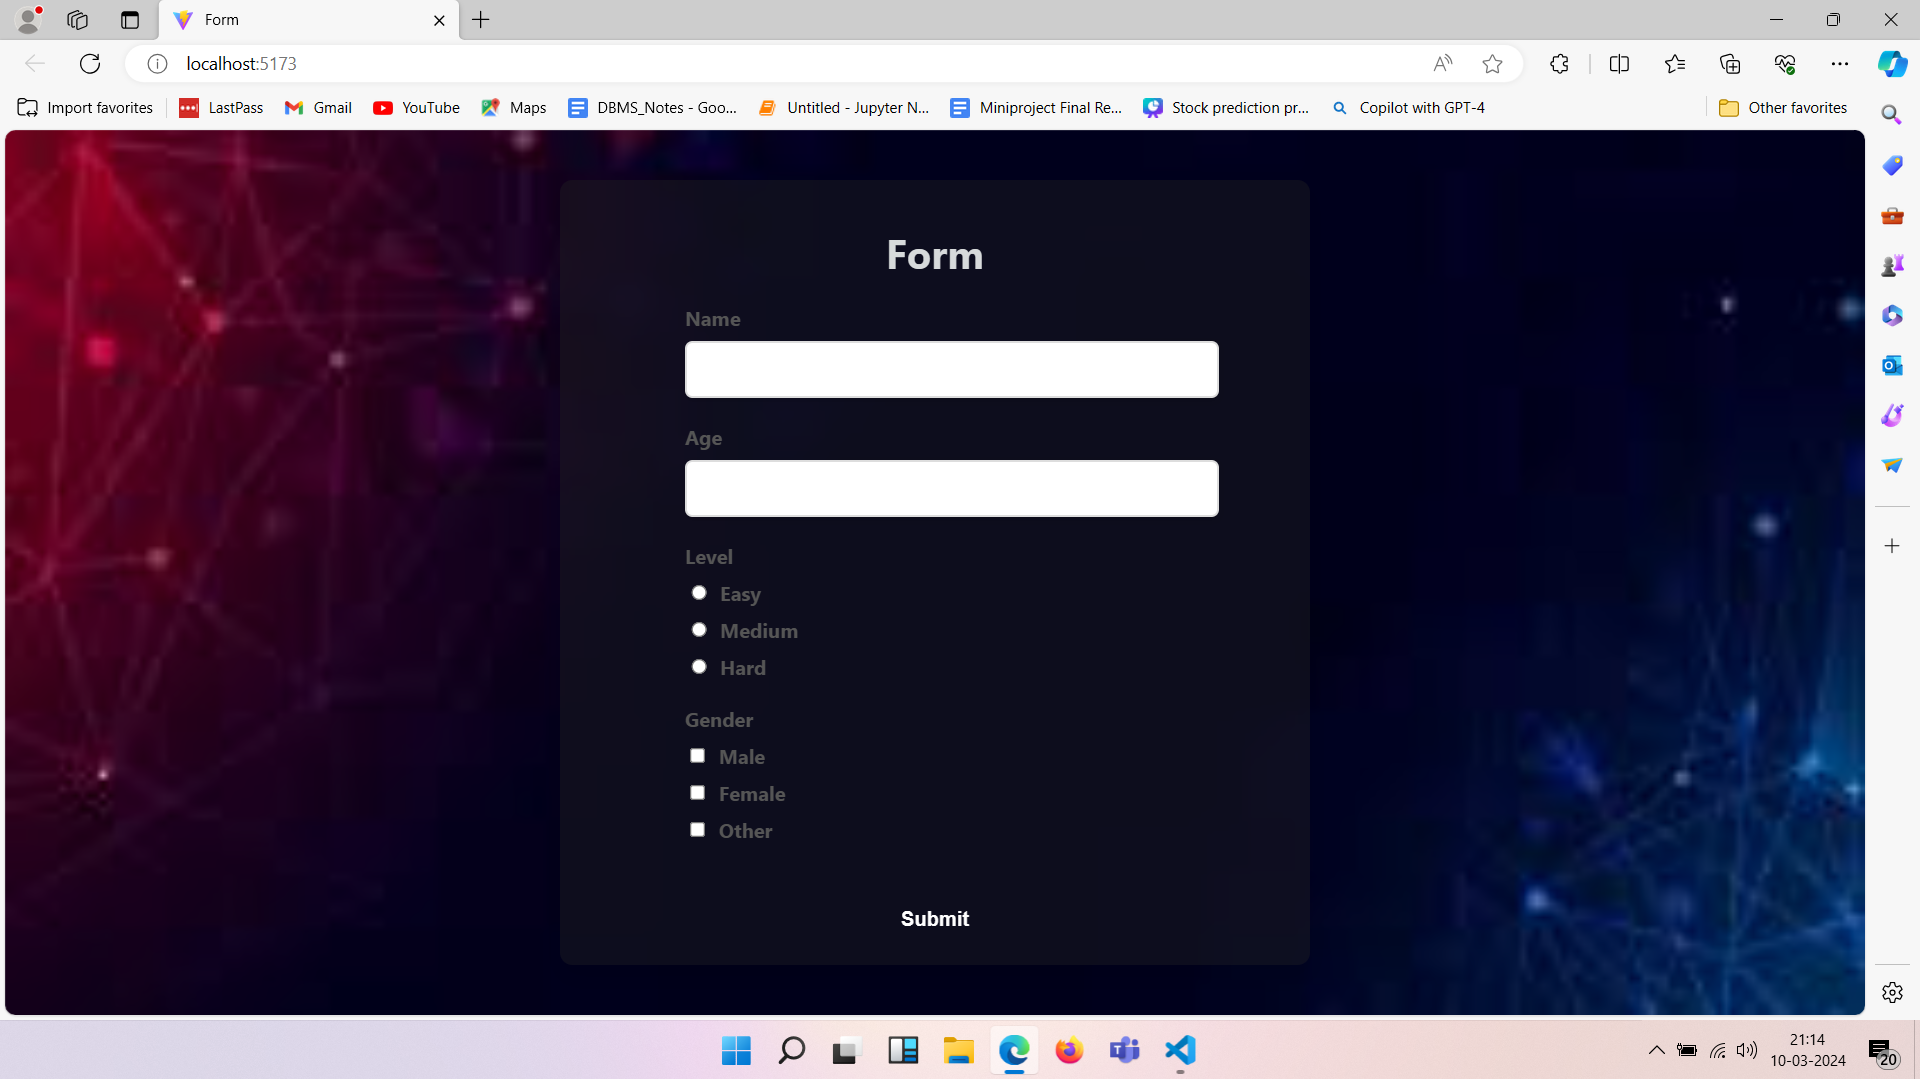 Form
localhost:5173
Import favorites LastPass Gmail YouTube Maps DBMS_Notes - Goo... Untitled - Jupyter N... Miniproject Final Re... Stock prediction pr... Copilot with GPT-4 Other favorites
Form
Name
Age
Level
Easy
Medium
Hard
Gender
Male
Female
Other
Submit
21:14
10-03-2024
20